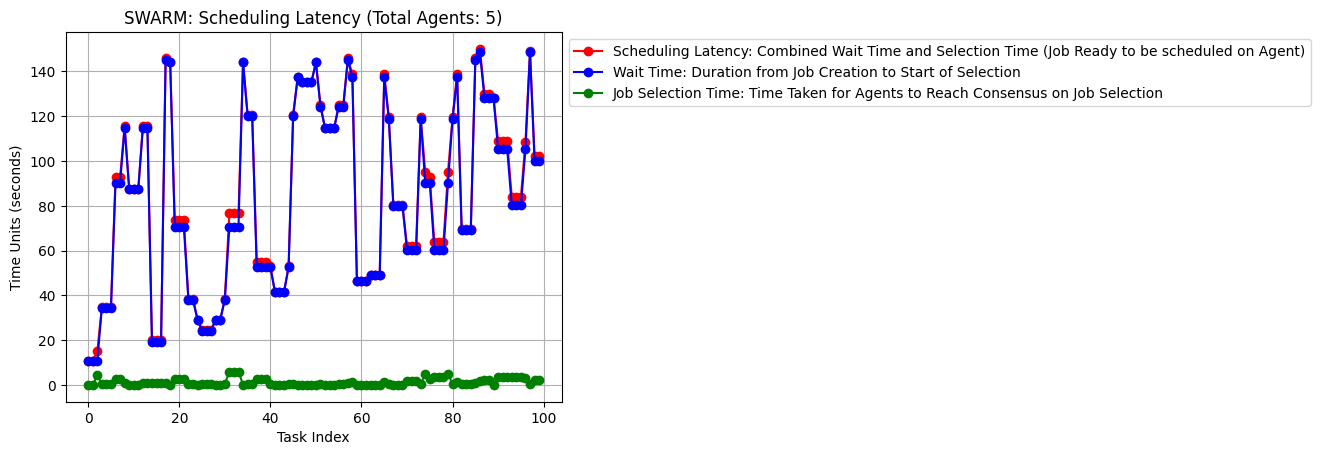 SWARM: Scheduling Latency (Total Agents: 5)
Scheduling Latency: Combined Wait Time and Selection Time (Job Ready to be scheduled on Agent)
Wait Time: Duration from Job Creation to Start of Selection
Job Selection Time: Time Taken for Agents to Reach Consensus on Job Selection
Time Units (seconds)
140
120
100
80
60
40
20
0
0
20
40
60
80
100
Task Index